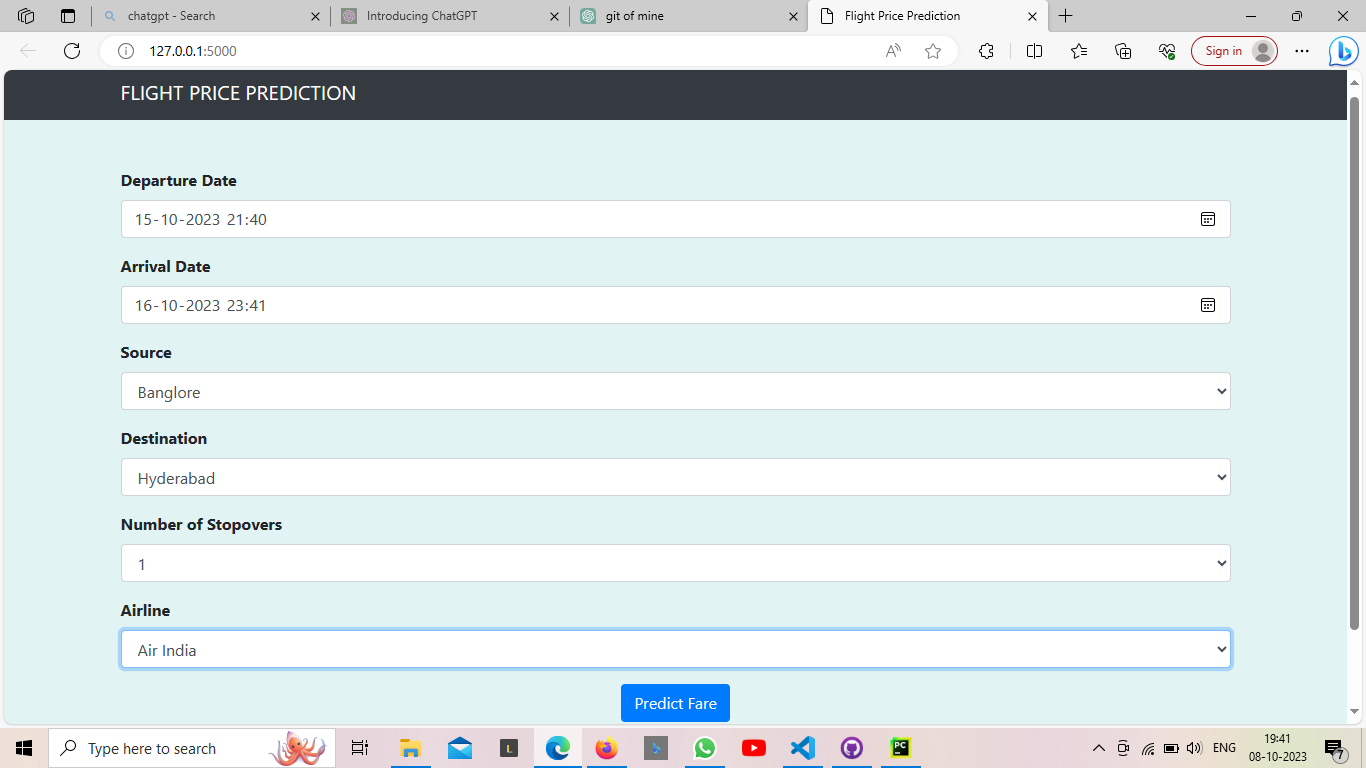 chatgpt - Search
Introducing ChatGPT
git of mine
Flight Price Prediction
127.0.0.1:5000
Sign in
FLIGHT PRICE PREDICTION
Departure Date
15-10-2023 21:40
Arrival Date
16-10-2023 23:41
Source
Banglore
Destination
Hyderabad
Number of Stopovers
1
Airline
Air India
Predict Fare
Type here to search
L
PC
ENG
19:41
08-10-2023
7